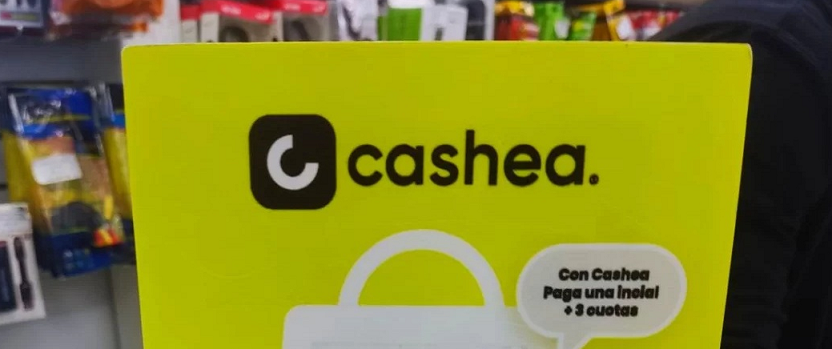 cashea.
Con Cashea
Paga una incial
+ 3 cuotas